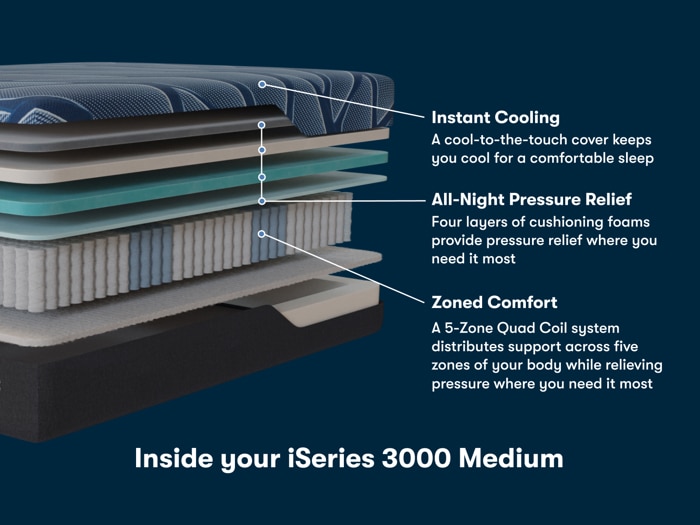 Instant Cooling
A cool-to-the-touch cover keeps
you cool for a comfortable sleep
All-Night Pressure Relief
Four layers of cushioning foams
provide pressure relief where you
need it most
Zoned Comfort
A 5-Zone Quad Coil system
distributes support across five
zones of your body while relieving
pressure where you need it most
Inside your iSeries 3000 Medium